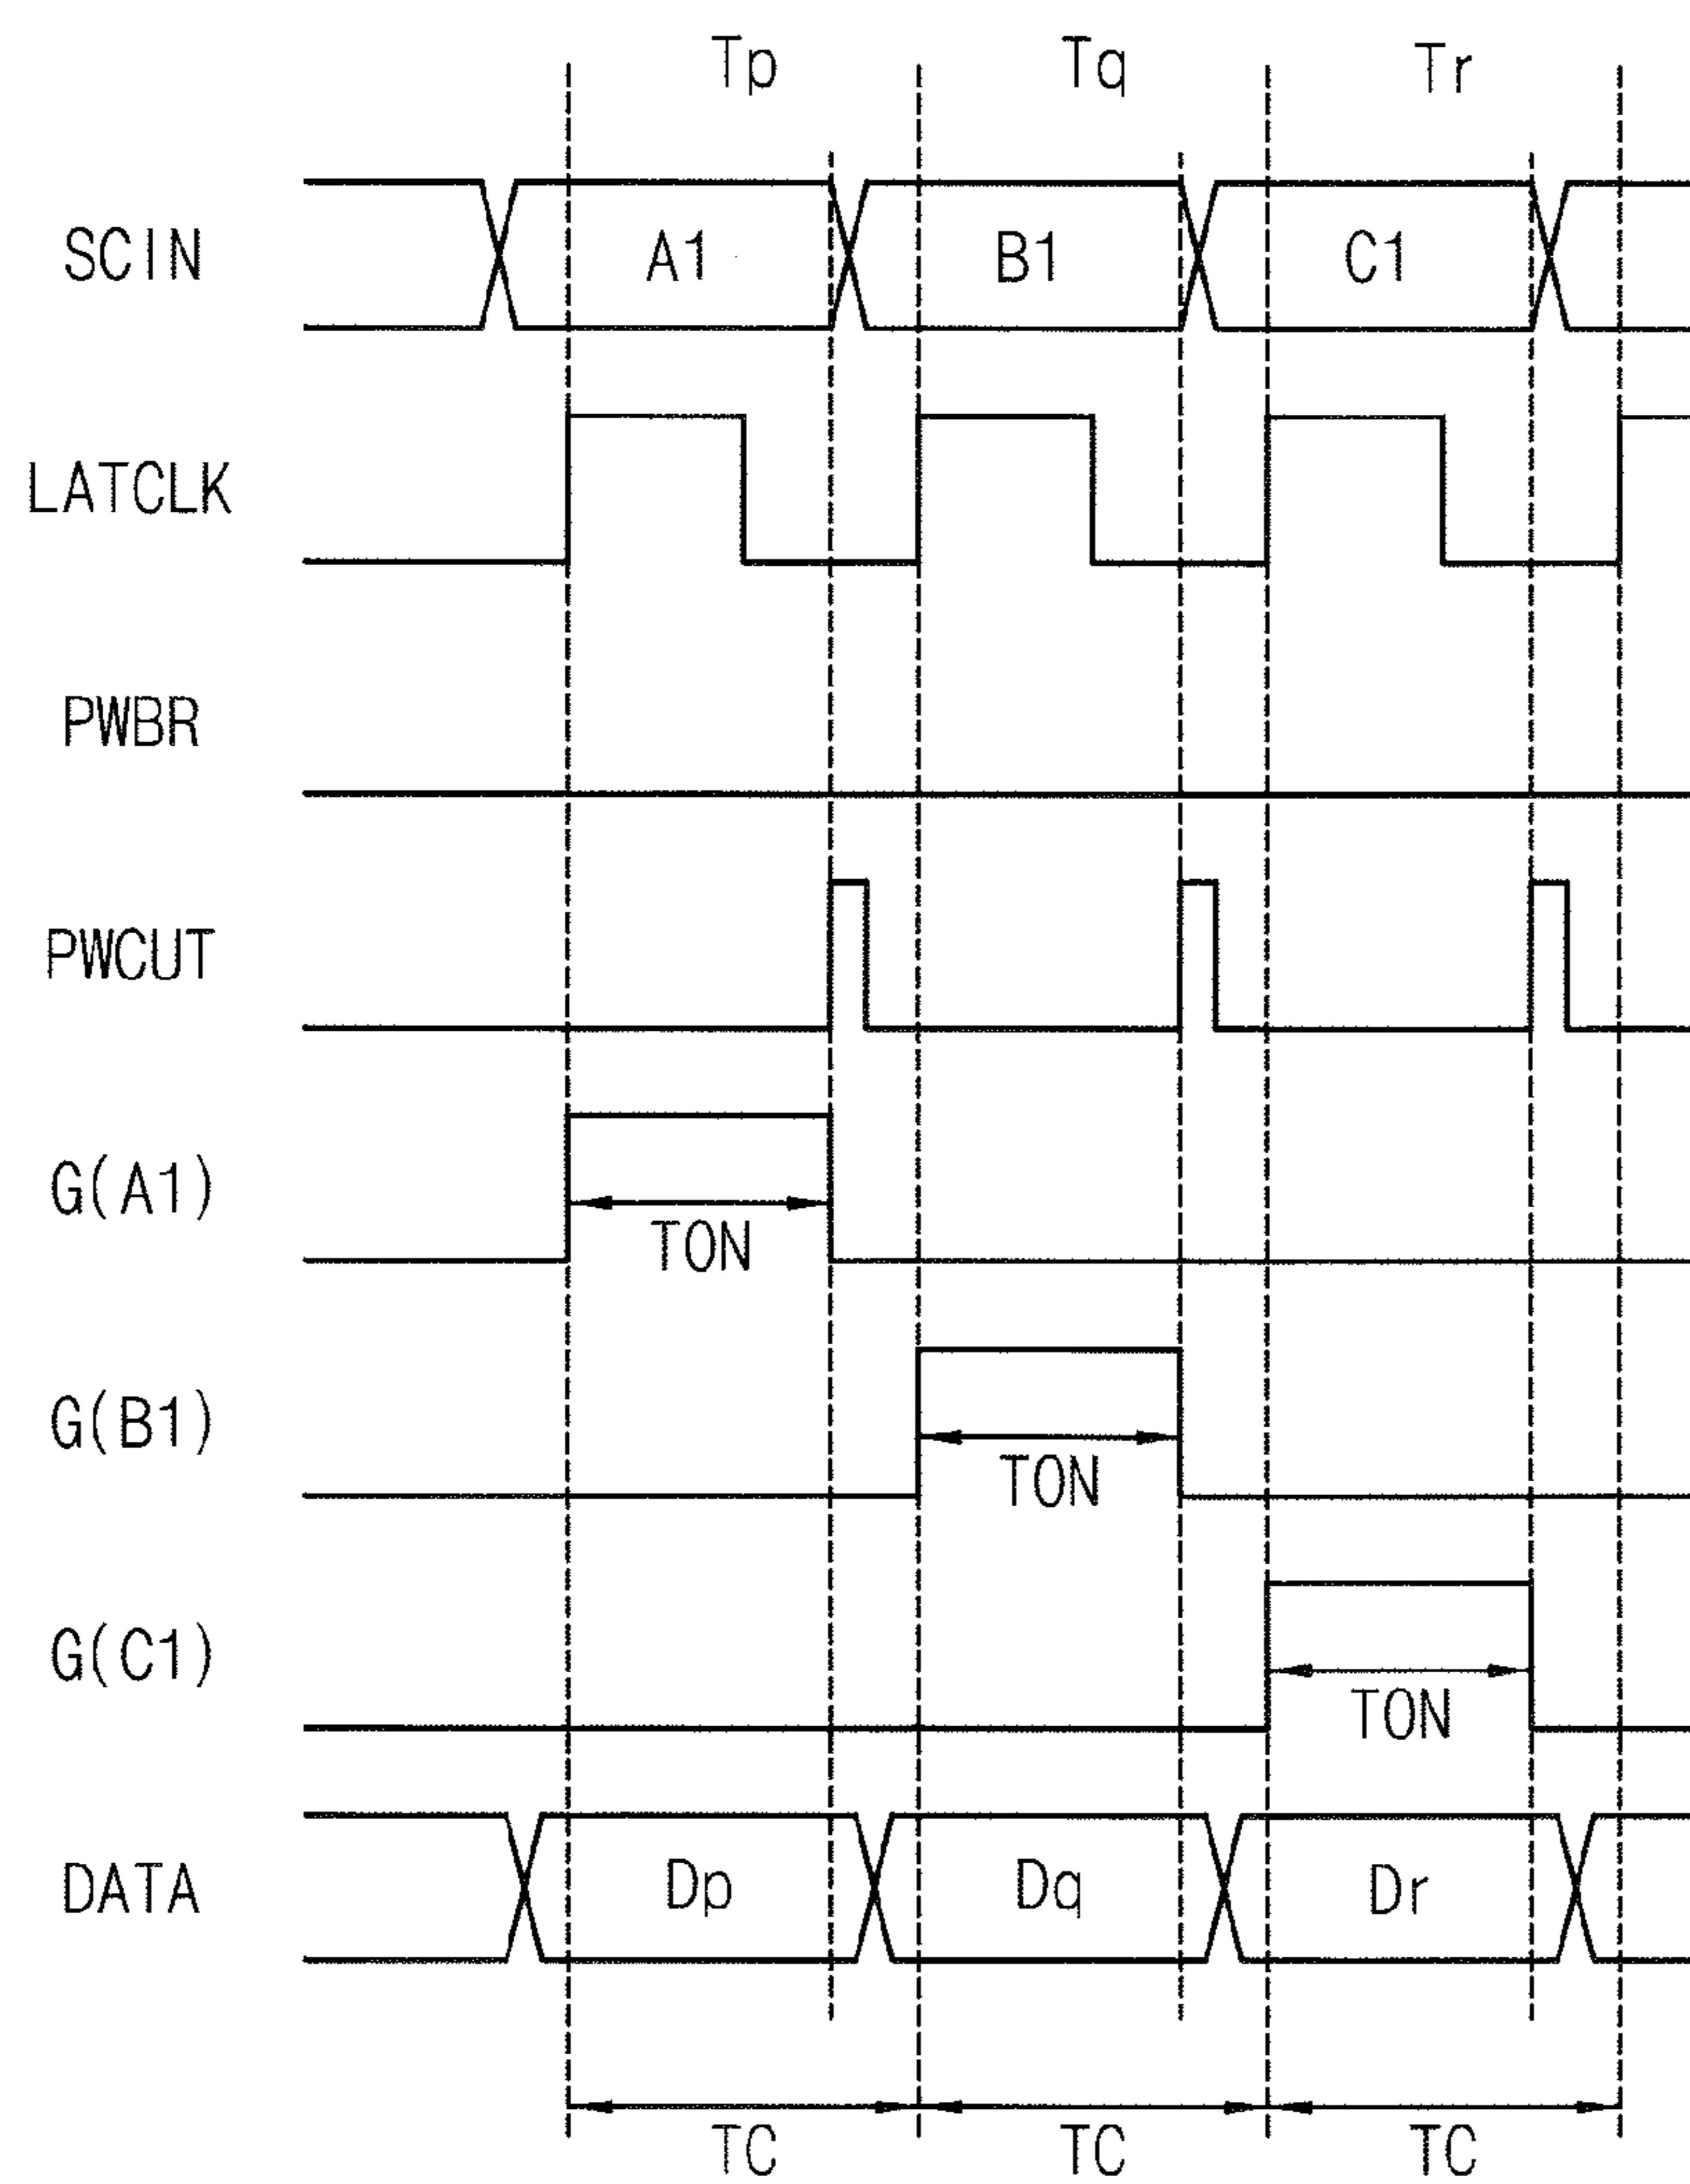 Tp Tq Tr
SCIN A1 B1 C1
LATCLK
PWBR
PWCUT
G(A1)
TON
G(B1)
TON
G(C1)
TON
DATA Dp Dq Dr
TC TC TC